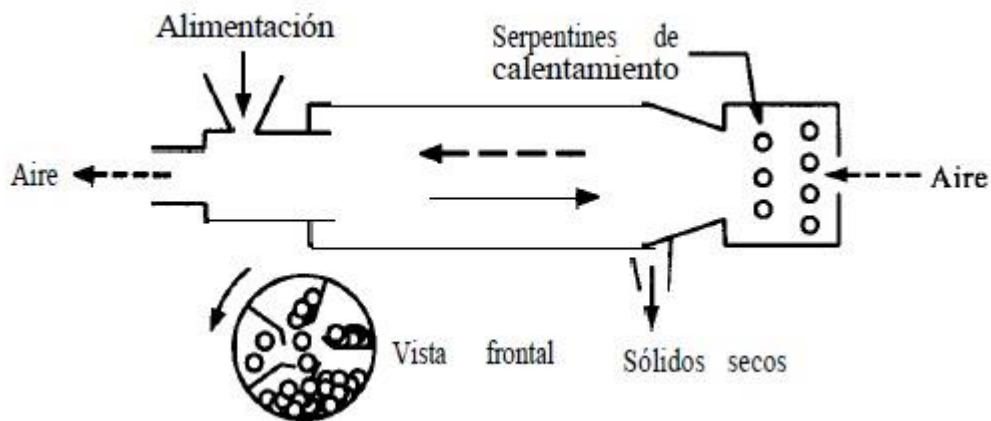 Alimentación
Serpentines de
calentamiento
Aire
Aire
Vista frontal
Sólidos secos